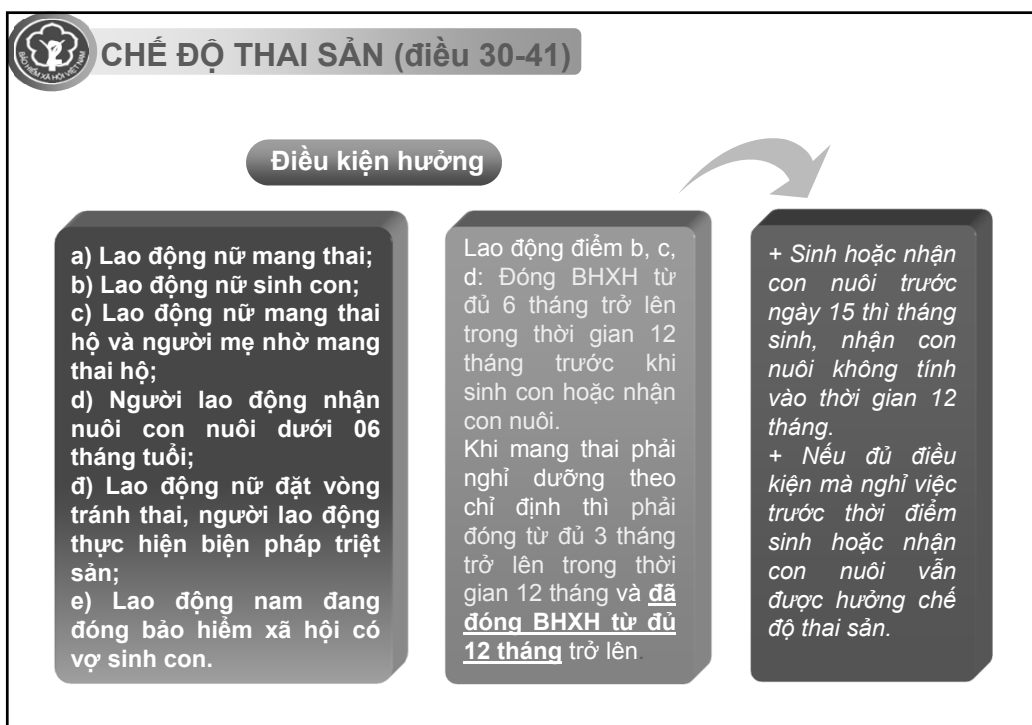 BẢO HIỂM XÃ HỘI VIỆT NAM
CHẾ ĐỘ THAI SẢN (điều 30-41)
Điều kiện hưởng
a) Lao động nữ mang thai;
b) Lao động nữ sinh con;
c) Lao động nữ mang thai
hộ và người mẹ nhờ mang
thai hộ;
d) Người lao động nhận
nuôi con nuôi dưới 06
tháng tuổi;
đ) Lao động nữ đặt vòng
tránh thai, người lao động
thực hiện biện pháp triệt
sản;
e) Lao động nam đang
đóng bảo hiểm xã hội có
vợ sinh con.
Lao động điểm b, c,
d: Đóng BHXH từ
đủ 6 tháng trở lên
trong thời gian 12
tháng trước khi
sinh con hoặc nhận
con nuôi.
Khi mang thai phải
nghỉ dưỡng theo
chỉ định thì phải
đóng từ đủ 3 tháng
trở lên trong thời
gian 12 tháng và đã
đóng BHXH từ đủ
12 tháng trở lên.
+ Sinh hoặc nhận
con nuôi trước
ngày 15 thì tháng
sinh, nhận con
nuôi không tính
vào thời gian 12
tháng.
+ Nếu đủ điều
kiện mà nghỉ việc
trước thời điểm
sinh hoặc nhận
con nuôi vẫn
được hưởng chế
độ thai sản.